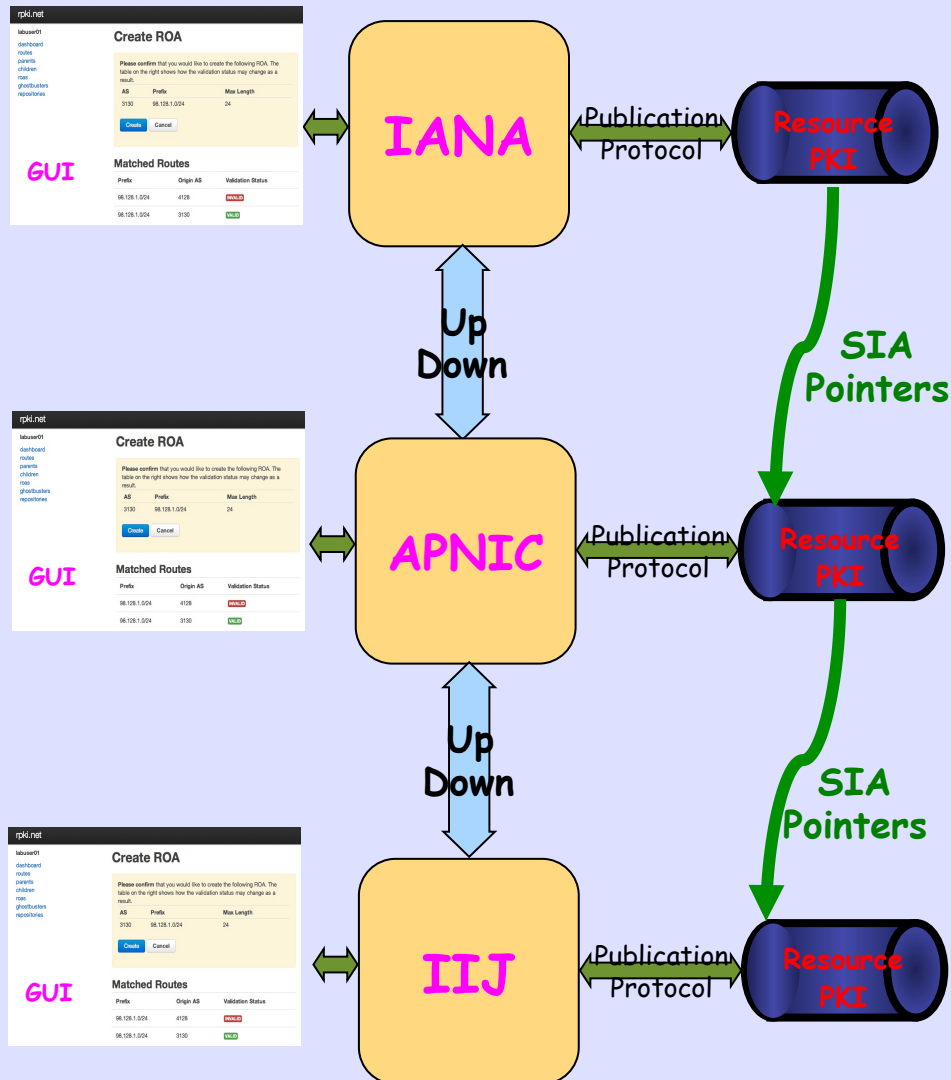 rpki.net
labuser01
dashboard
routes
parents
children
roas
ghostbusters
repositories
GUI
Create ROA
Please confirm that you would like to create the following ROA. The
table on the right shows how the validation status may change as a
result.
AS Prefix Max Length
3130 98.128.1.0/24 24
Create Cancel
Matched Routes
Prefix Origin AS Validation Status
98.128.1.0/24 4128 INVALID
98.128.1.0/24 3130 VALID
IANA
Publication
Protocol
Resource
PKI
Up
Down
SIA
Pointers
rpki.net
labuser01
dashboard
routes
parents
children
roas
ghostbusters
repositories
GUI
Create ROA
Please confirm that you would like to create the following ROA. The
table on the right shows how the validation status may change as a
result.
AS Prefix Max Length
3130 98.128.1.0/24 24
Create Cancel
Matched Routes
Prefix Origin AS Validation Status
98.128.1.0/24 4128 INVALID
98.128.1.0/24 3130 VALID
APNIC
Publication
Protocol
Resource
PKI
Up
Down
SIA
Pointers
rpki.net
labuser01
dashboard
routes
parents
children
roas
ghostbusters
repositories
GUI
Create ROA
Please confirm that you would like to create the following ROA. The
table on the right shows how the validation status may change as a
result.
AS Prefix Max Length
3130 98.128.1.0/24 24
Create Cancel
Matched Routes
Prefix Origin AS Validation Status
98.128.1.0/24 4128 INVALID
98.128.1.0/24 3130 VALID
IIJ
Publication
Protocol
Resource
PKI